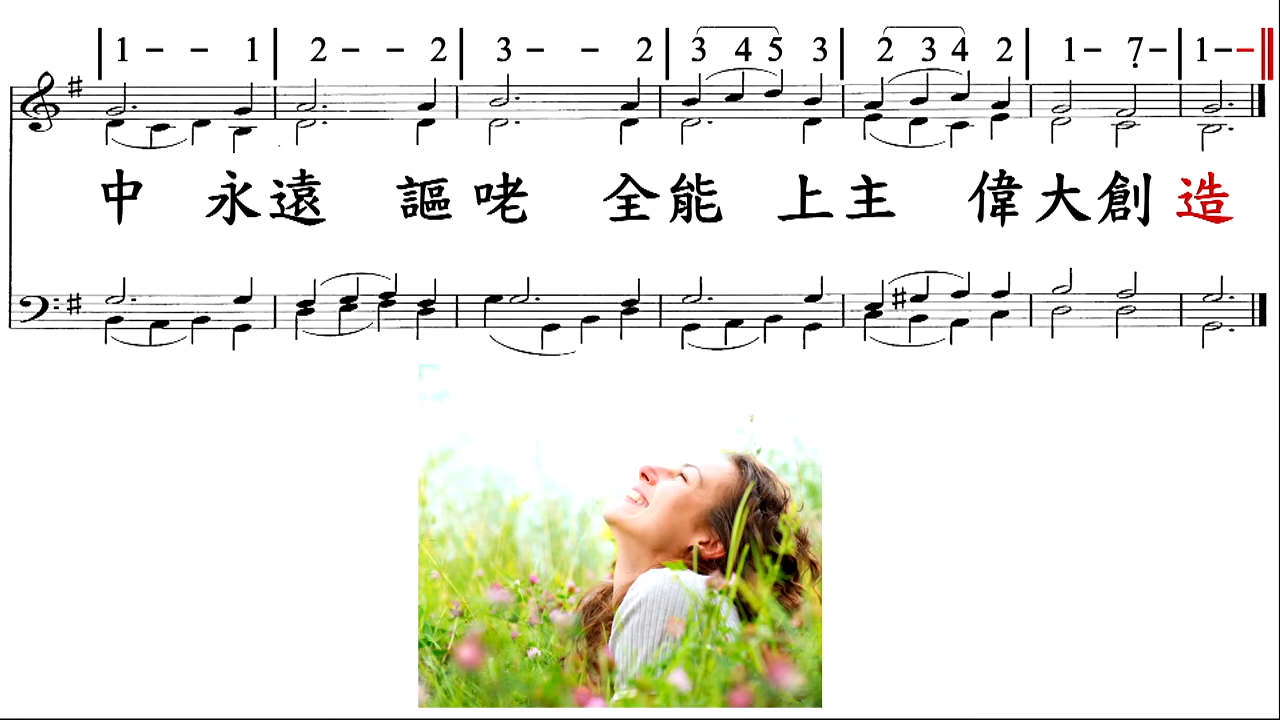 | 1 – – 1 | 2 – – 2 | 3 – – 2 | 3 4 5 3 | 2 3 4 2 | 1 – 7̣ – | 1 – – ||
中 永遠 謳咾 全能 上主 偉大創造